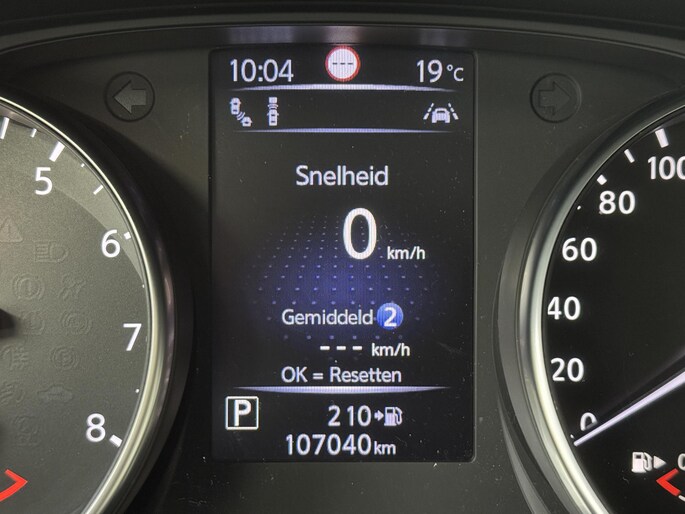 10:04 --- 19°C
Snelheid
0 km/h
Gemiddeld 2
--- km/h
OK = Resetten
P 210
107040 km
5
6
7
8
100
80
60
40
20
0